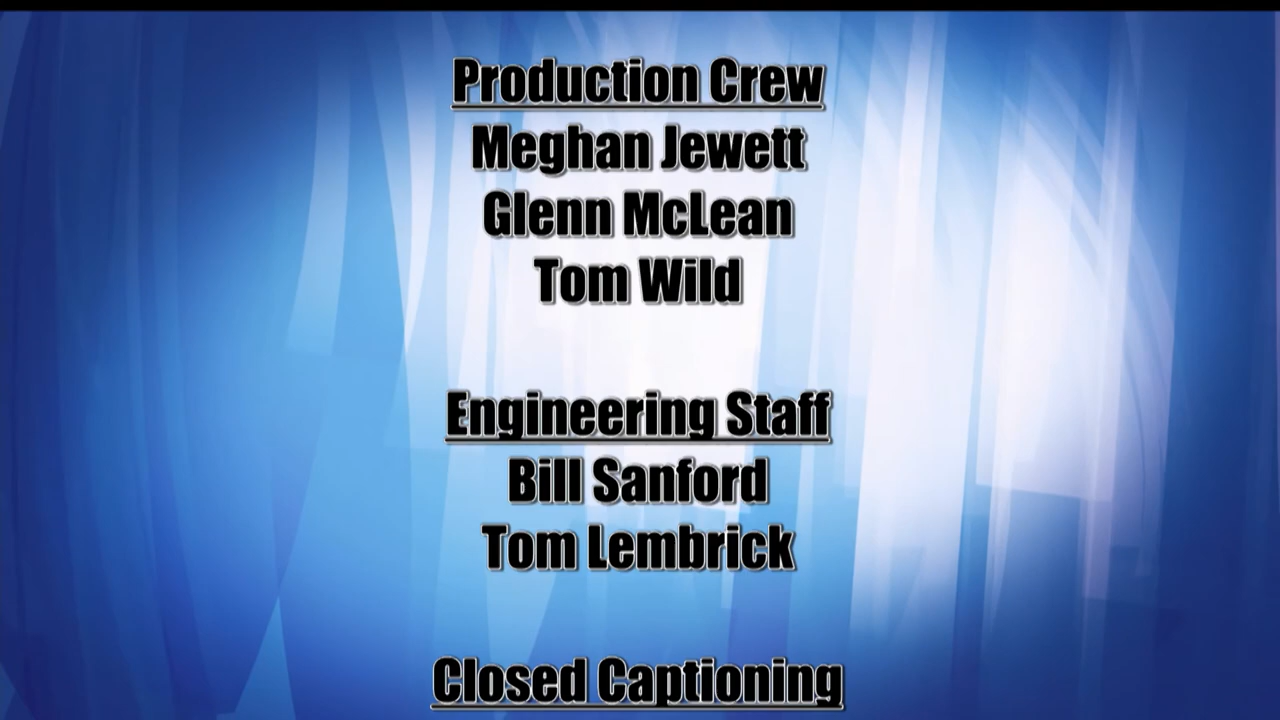 Production Crew
Meghan Jewett
Glenn McLean
Tom Wild
Engineering Staff
Bill Sanford
Tom Lembrick
Closed Captioning